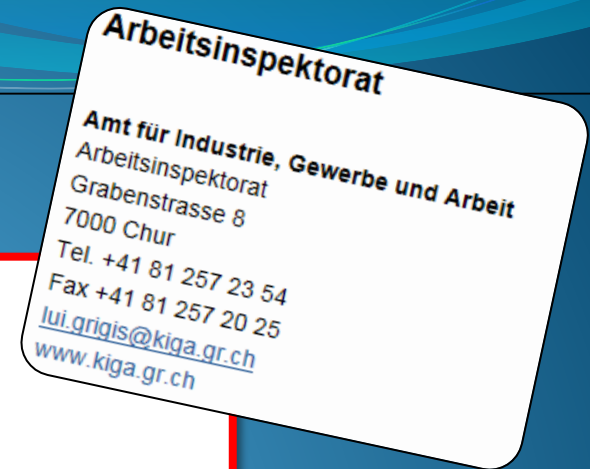 Arbeitsinspektorat
Amt für Industrie, Gewerbe und Arbeit
Arbeitsinspektorat
Grabenstrasse 8
7000 Chur
Tel. +41 81 257 23 54
Fax +41 81 257 20 25
lui.grigis@kiga.gr.ch
www.kiga.gr.ch